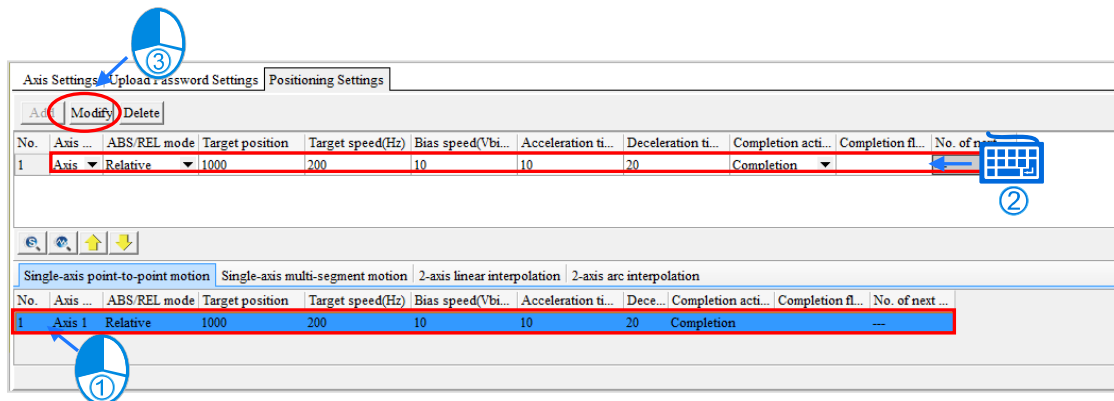 ③
Axis Settings Upload Password Settings Positioning Settings
Add Modify Delete
No. Axis ... ABS/REL mode Target position Target speed(Hz) Bias speed(Vbi... Acceleration ti... Deceleration ti... Completion acti... Completion fl... No. of next
1 Axis Relative 1000 200 10 10 20 Completion
②
Single-axis point-to-point motion Single-axis multi-segment motion 2-axis linear interpolation 2-axis arc interpolation
No. Axis ... ABS/REL mode Target position Target speed(Hz) Bias speed(Vbi... Acceleration ti... Dece... Completion acti... Completion fl... No. of next ...
1 Axis 1 Relative 1000 200 10 10 20 Completion ---
①